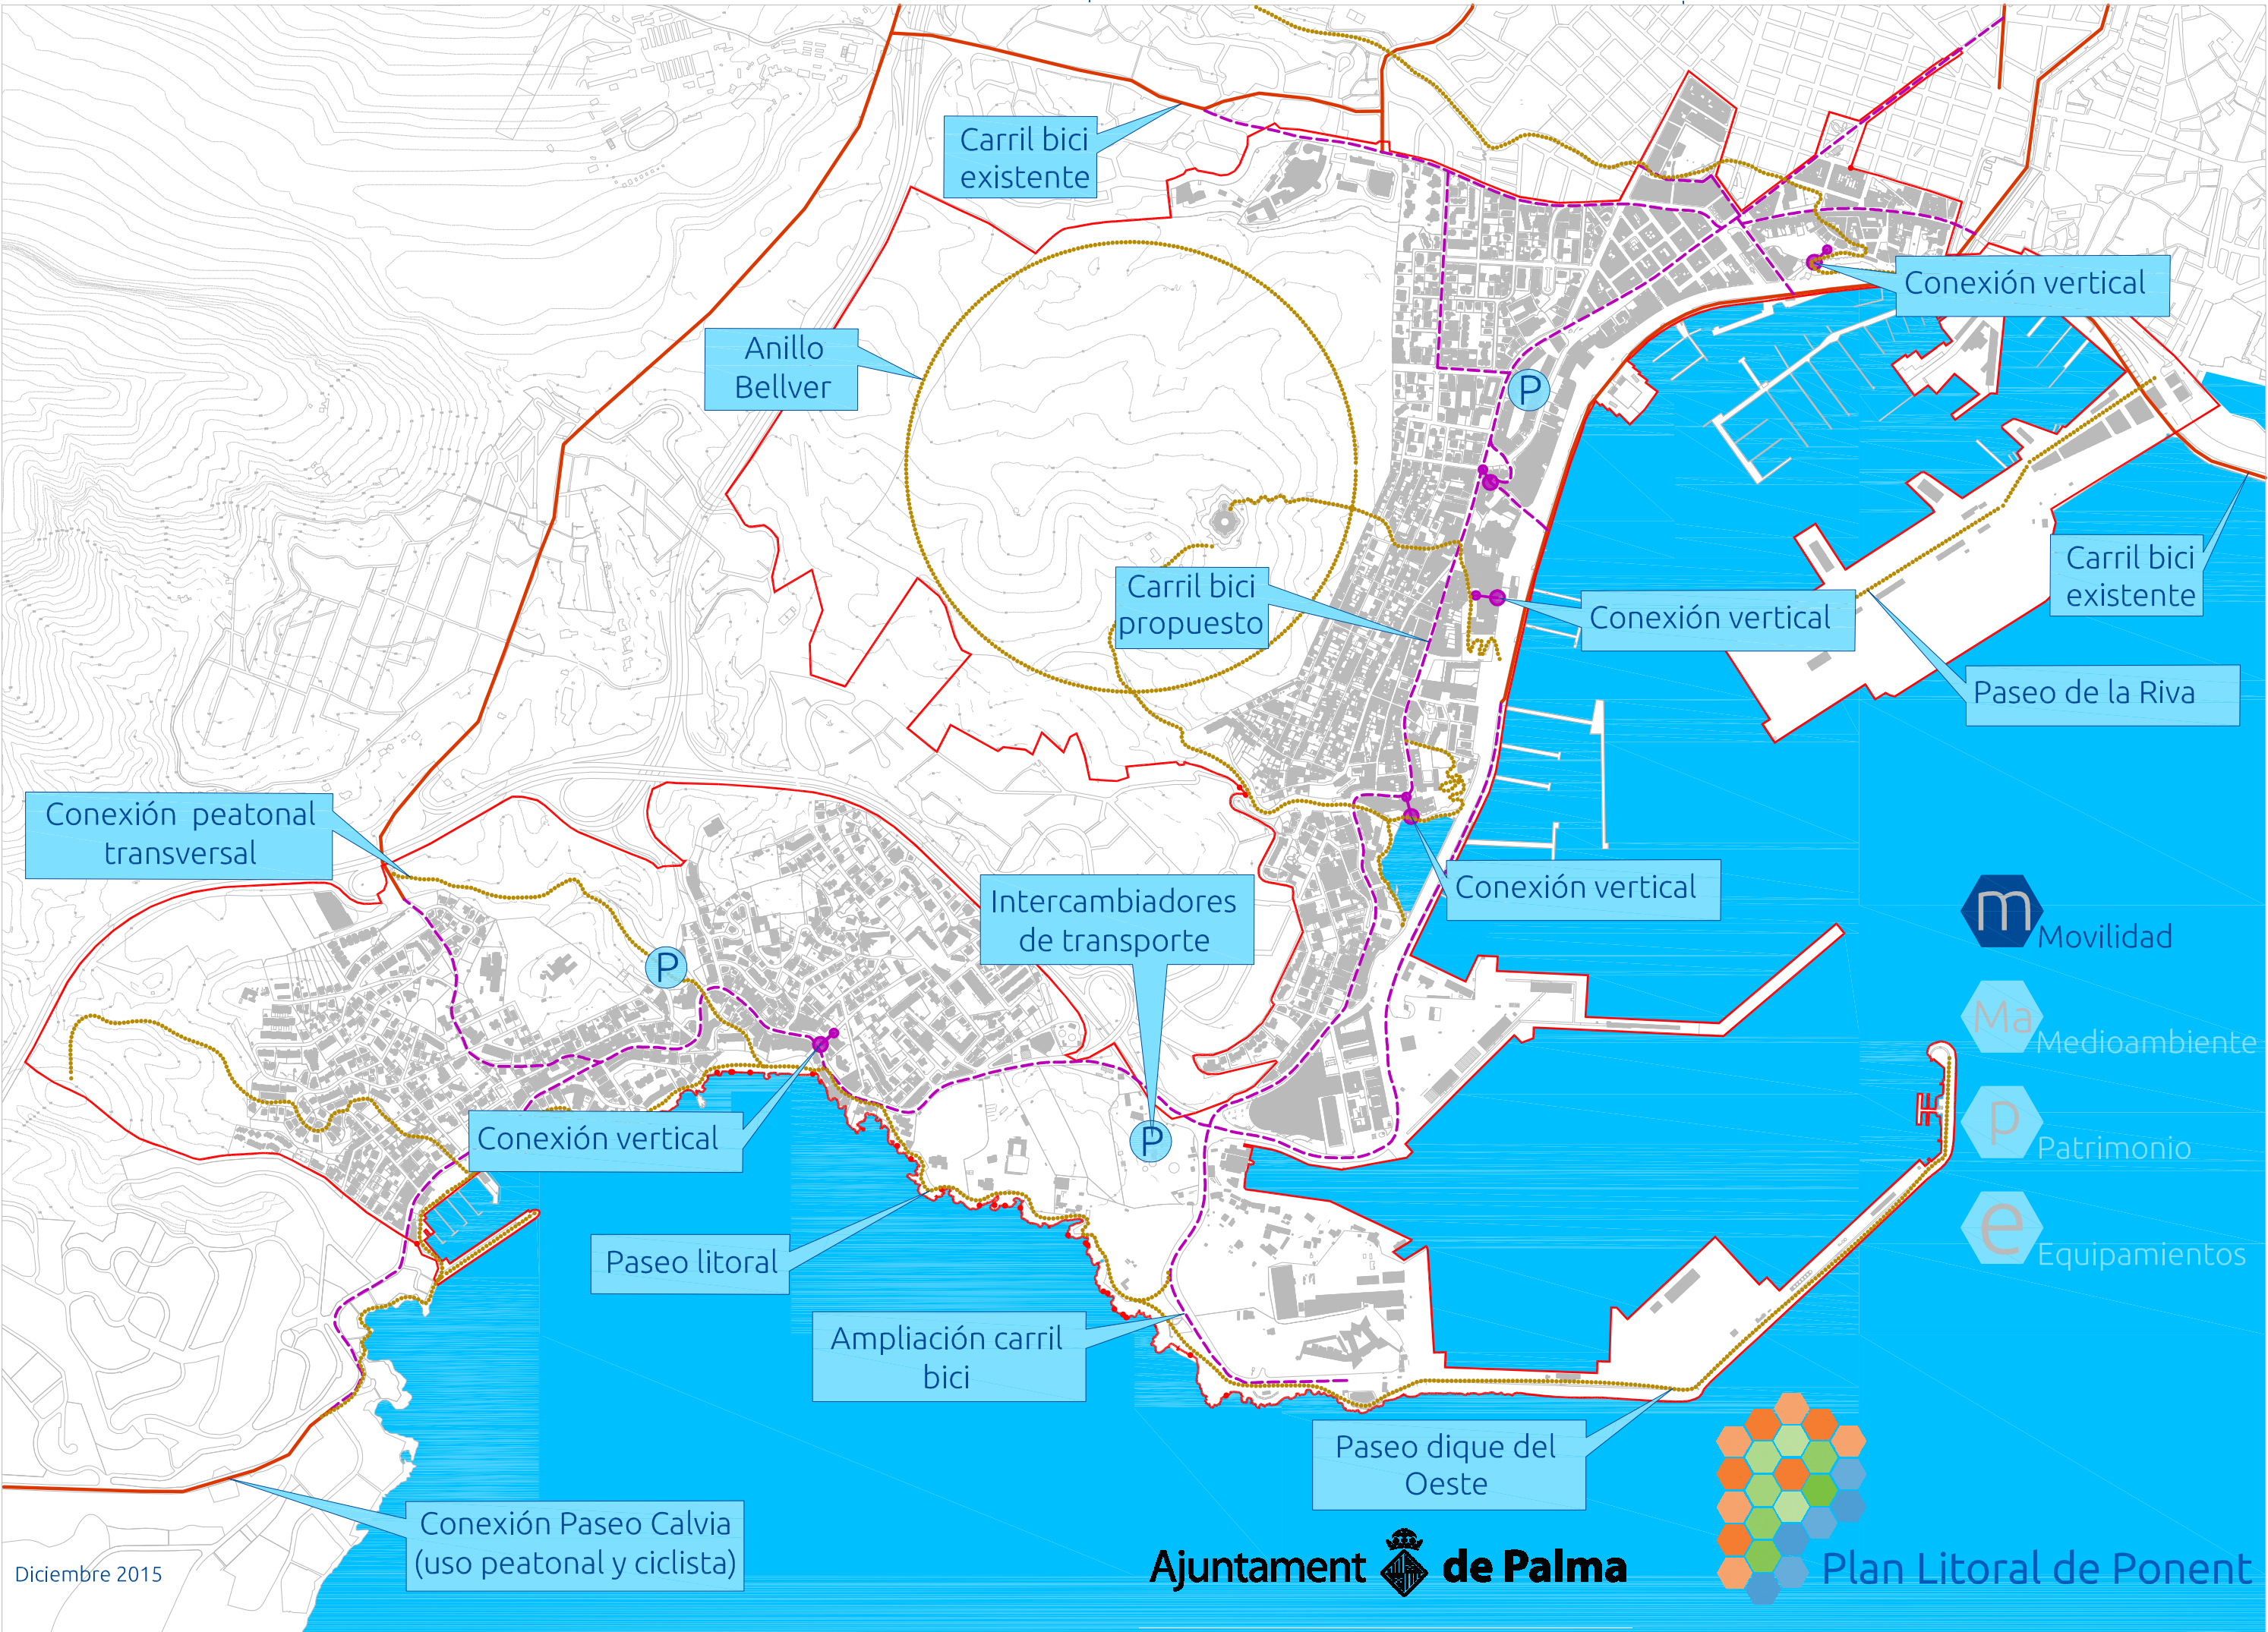 Carril bici
existente
Conexión vertical
Anillo
Bellver
P
Carril bici
propuesto
Conexión vertical
Carril bici
existente
Paseo de la Riva
Conexión  peatonal
transversal
Conexión vertical
Intercambiadores
de transporte
P
m
Movilidad
Ma
Medioambiente
P
Conexión vertical
p
Patrimonio
Paseo litoral
e
Equipamientos
Ampliación carril
bici
Paseo dique del
Oeste
Conexión Paseo Calvia
(uso peatonal y ciclista)
Diciembre 2015
Ajuntament de Palma
Plan Litoral de Ponent